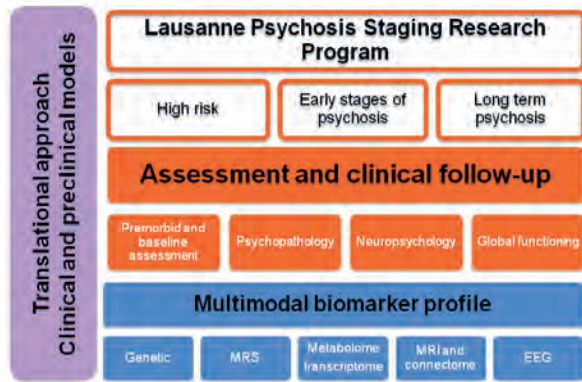 Translational approach
Clinical and preclinical models
Lausanne Psychosis Staging Research
Program
High risk
Early stages of
psychosis
Long term
psychosis
Assessment and clinical follow-up
Premorbid and
baseline
assessment
Psychopathology
Neuropsychology
Global functioning
Multimodal biomarker profile
Genetic
MRS
Metabolome
transcriptome
MRI and
connectome
EEG